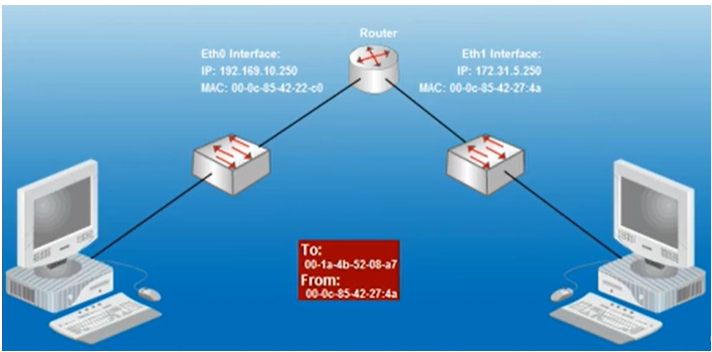 Router
Eth0 Interface:
IP: 192.169.10.250
MAC: 00-0c-85-42-22-c0
Eth1 Interface:
IP: 172.31.5.250
MAC: 00-0c-85-42-27:4a
To:
00-1a-4b-52-08-a7
From:
00-0c-85-42-27:4a